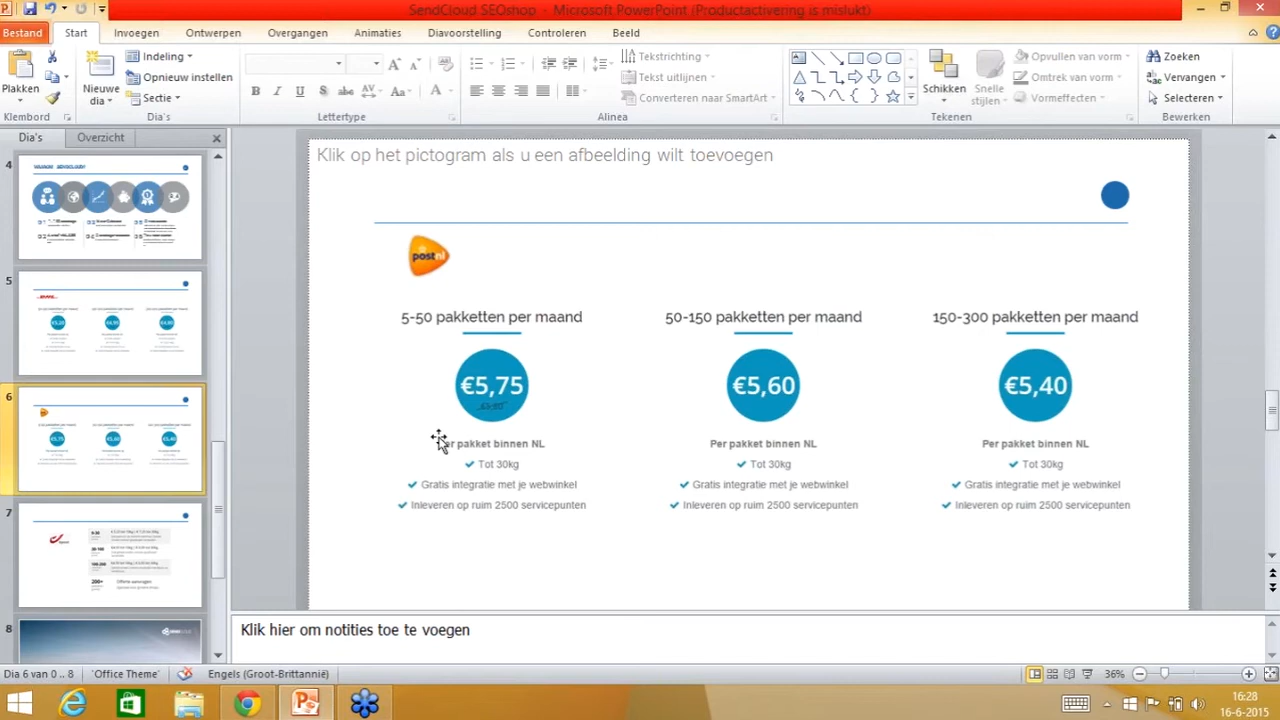 SendCloud SEOshop - Microsoft PowerPoint (Productactivering is mislukt)
Bestand Start Invoegen Ontwerpen Overgangen Animaties Diavoorstelling Controleren Beeld
Plakken
Klembord
Nieuwe dia
Indeling
Opnieuw instellen
Sectie
Dia's
Lettertype
Tekstrichting
Tekst uitlijnen
Converteren naar SmartArt
Alinea
Schikken
Snelle stijlen
Opvullen van vorm
Omtrek van vorm
Vormeffecten
Tekenen
Zoeken
Vervangen
Selecteren
Bewerken
Dia's Overzicht
4
5
6
7
8
Klik op het pictogram als u een afbeelding wilt toevoegen
postnl
5-50 pakketten per maand
€5,75
Per pakket binnen NL
Tot 30kg
Gratis integratie met je webwinkel
Inleveren op ruim 2500 servicepunten
50-150 pakketten per maand
€5,60
Per pakket binnen NL
Tot 30kg
Gratis integratie met je webwinkel
Inleveren op ruim 2500 servicepunten
150-300 pakketten per maand
€5,40
Per pakket binnen NL
Tot 30kg
Gratis integratie met je webwinkel
Inleveren op ruim 2500 servicepunten
Klik hier om notities toe te voegen
Dia 6 van 0 .. 8 'Office Theme' Engels (Groot-Brittannië) 36%
16:28
16-6-2015